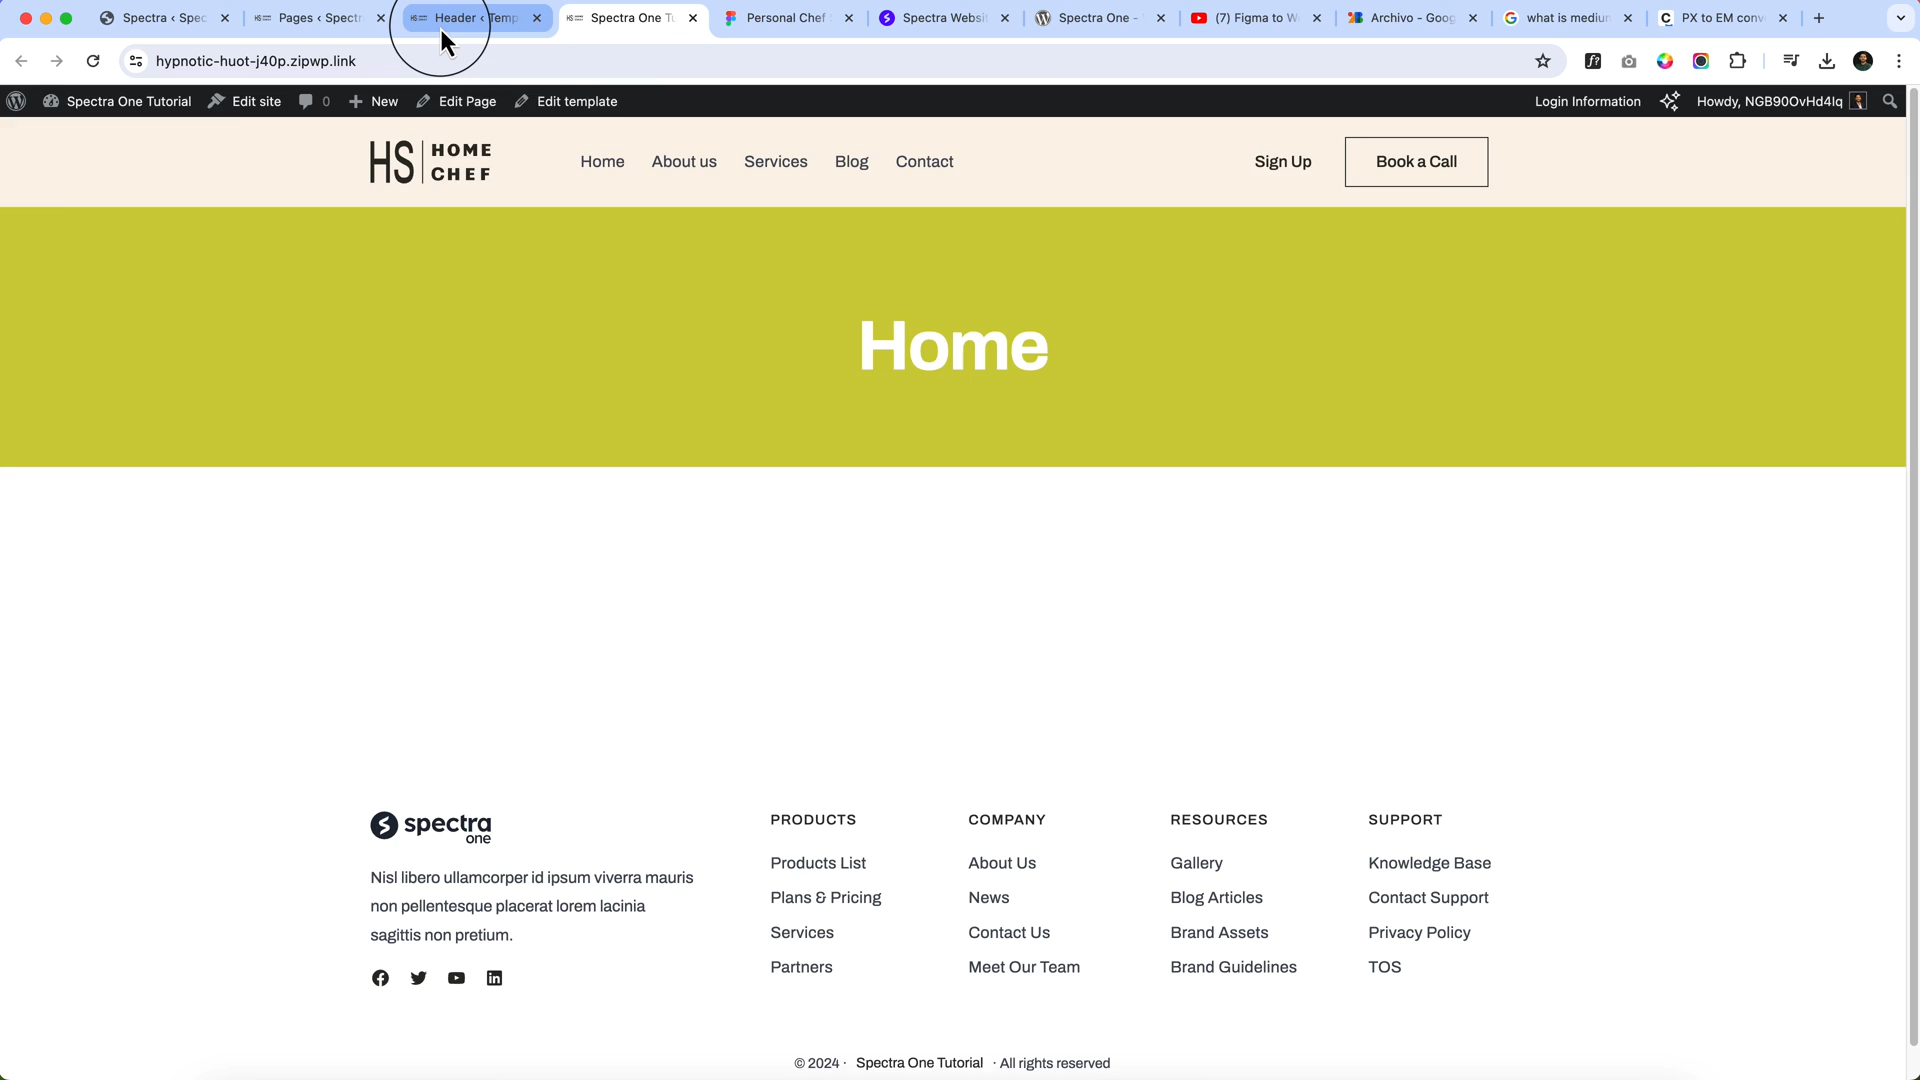 Spectra ‹ Spec
Pages ‹ Spectr
Header ‹ Temp
Spectra One Tu
Personal Chef
Spectra Websi
Spectra One -
(7) Figma to W
Archivo - Goog
what is medium
PX to EM conv
hypnotic-huot-j40p.zipwp.link
Spectra One Tutorial
Edit site
0
New
Edit Page
Edit template
Login Information
Howdy, NGB90OvHd4lq
HS HOME CHEF
Home
About us
Services
Blog
Contact
Sign Up
Book a Call
Home
spectra one
Nisl libero ullamcorper id ipsum viverra mauris
non pellentesque placerat lorem lacinia
sagittis non pretium.
PRODUCTS
Products List
Plans & Pricing
Services
Partners
COMPANY
About Us
News
Contact Us
Meet Our Team
RESOURCES
Gallery
Blog Articles
Brand Assets
Brand Guidelines
SUPPORT
Knowledge Base
Contact Support
Privacy Policy
TOS
© 2024 · Spectra One Tutorial · All rights reserved